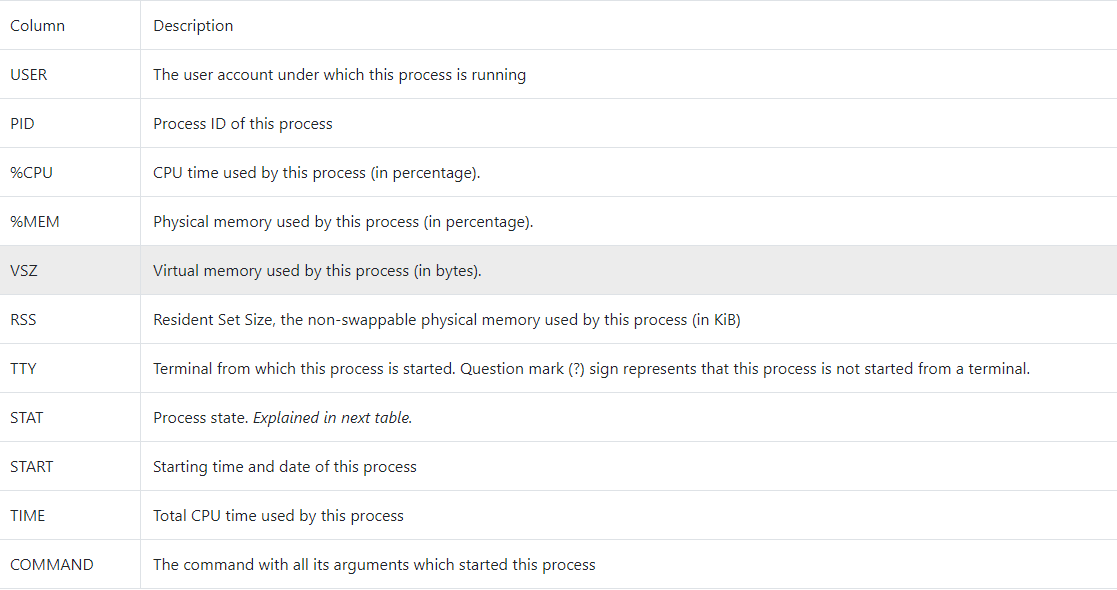 Column Description
USER The user account under which this process is running
PID Process ID of this process
%CPU CPU time used by this process (in percentage).
%MEM Physical memory used by this process (in percentage).
VSZ Virtual memory used by this process (in bytes).
RSS Resident Set Size, the non-swappable physical memory used by this process (in KiB)
TTY Terminal from which this process is started. Question mark (?) sign represents that this process is not started from a terminal.
STAT Process state. Explained in next table.
START Starting time and date of this process
TIME Total CPU time used by this process
COMMAND The command with all its arguments which started this process